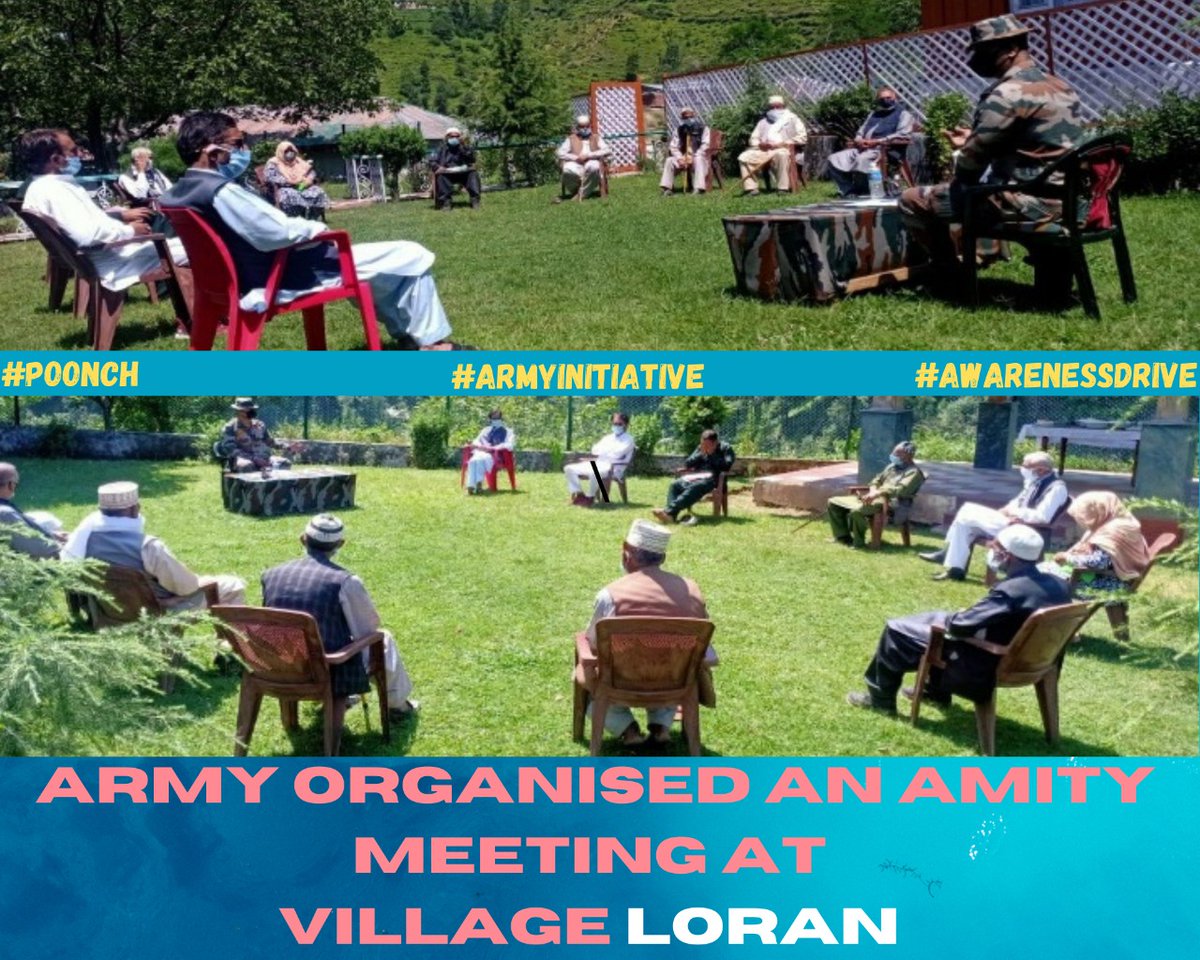 #POONCH #ARMYINITIATIVE #AWARENESSDRIVE
ARMY ORGANISED AN AMITY
MEETING AT
VILLAGE LORAN